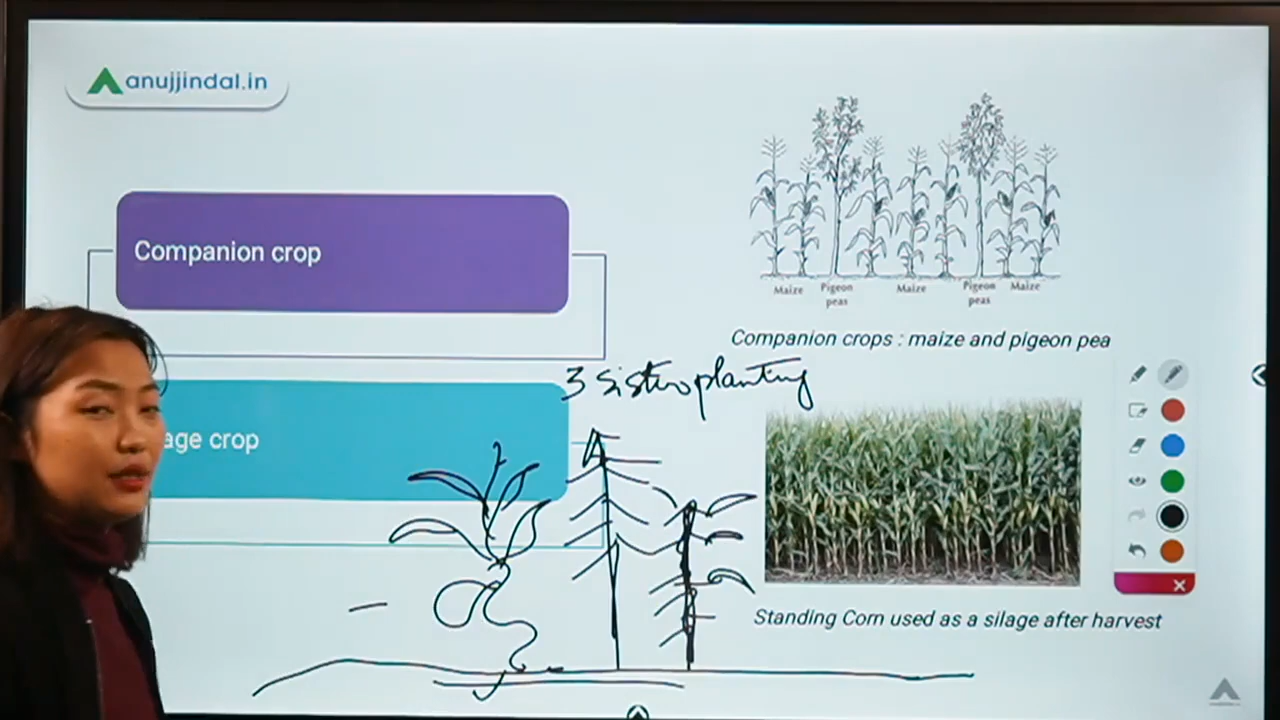 anujjindal.in
Companion crop
Maize Pigeon peas Maize Pigeon peas Maize
Companion crops : maize and pigeon pea
3 sisters planting
age crop
Standing Corn used as a silage after harvest